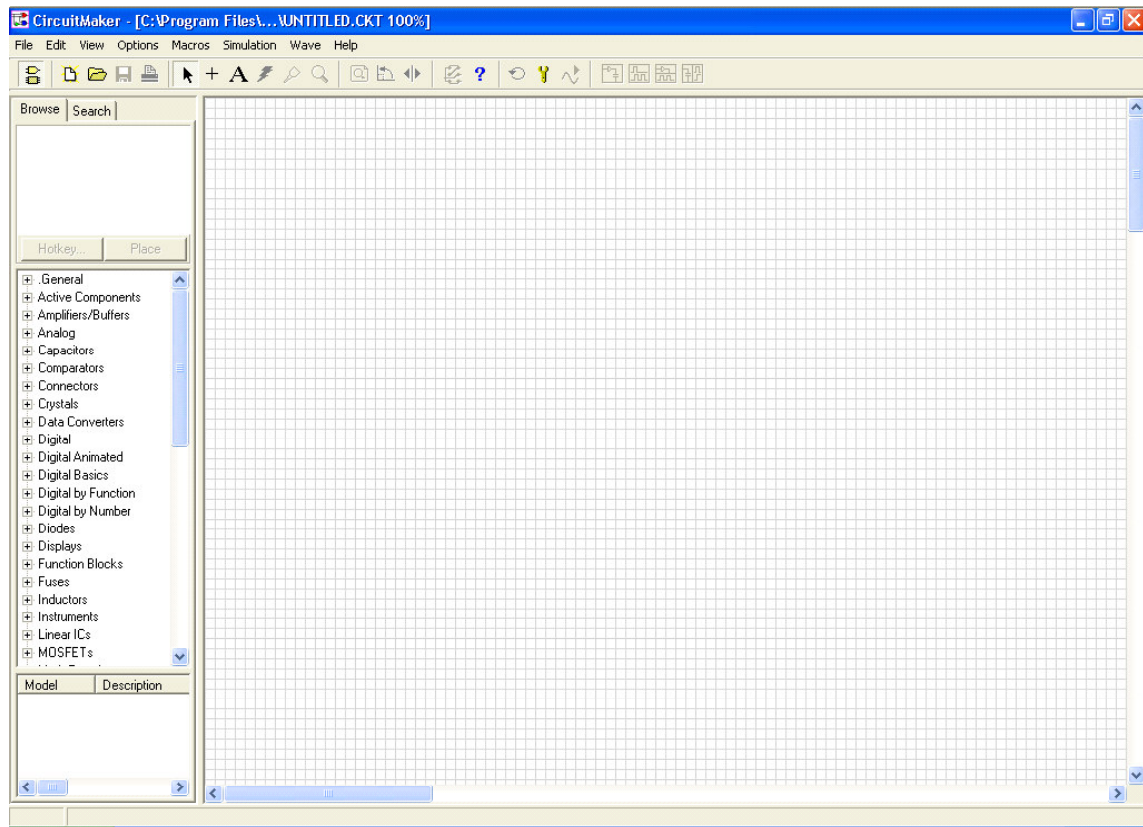 CircuitMaker - [C:\Program Files\...\UNTITLED.CKT 100%]
File Edit View Options Macros Simulation Wave Help
A ?
Browse Search
Hotkey... Place
.General
Active Components
Amplifiers/Buffers
Analog
Capacitors
Comparators
Connectors
Crystals
Data Converters
Digital
Digital Animated
Digital Basics
Digital by Function
Digital by Number
Diodes
Displays
Function Blocks
Fuses
Inductors
Instruments
Linear ICs
MOSFETs
Model Description